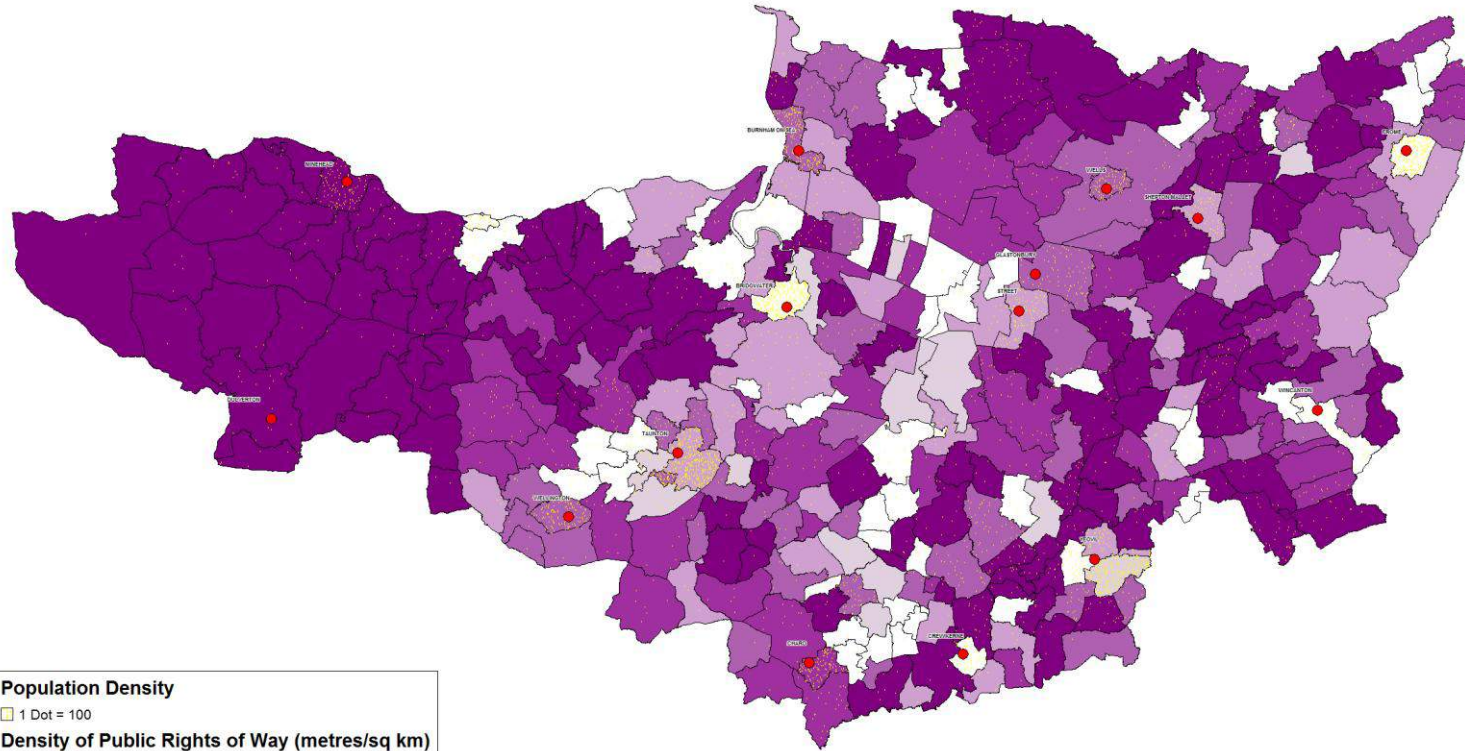 BURNHAM ON SEA
FROME
MINEHEAD
WELLS
SHEPTON MALLET
GLASTONBURY
BRIDGWATER
STREET
DULVERTON
WINCANTON
TAUNTON
WELLINGTON
YEOVIL
CREWKERNE
CHARD
Population Density
1 Dot = 100
Density of Public Rights of Way (metres/sq km)